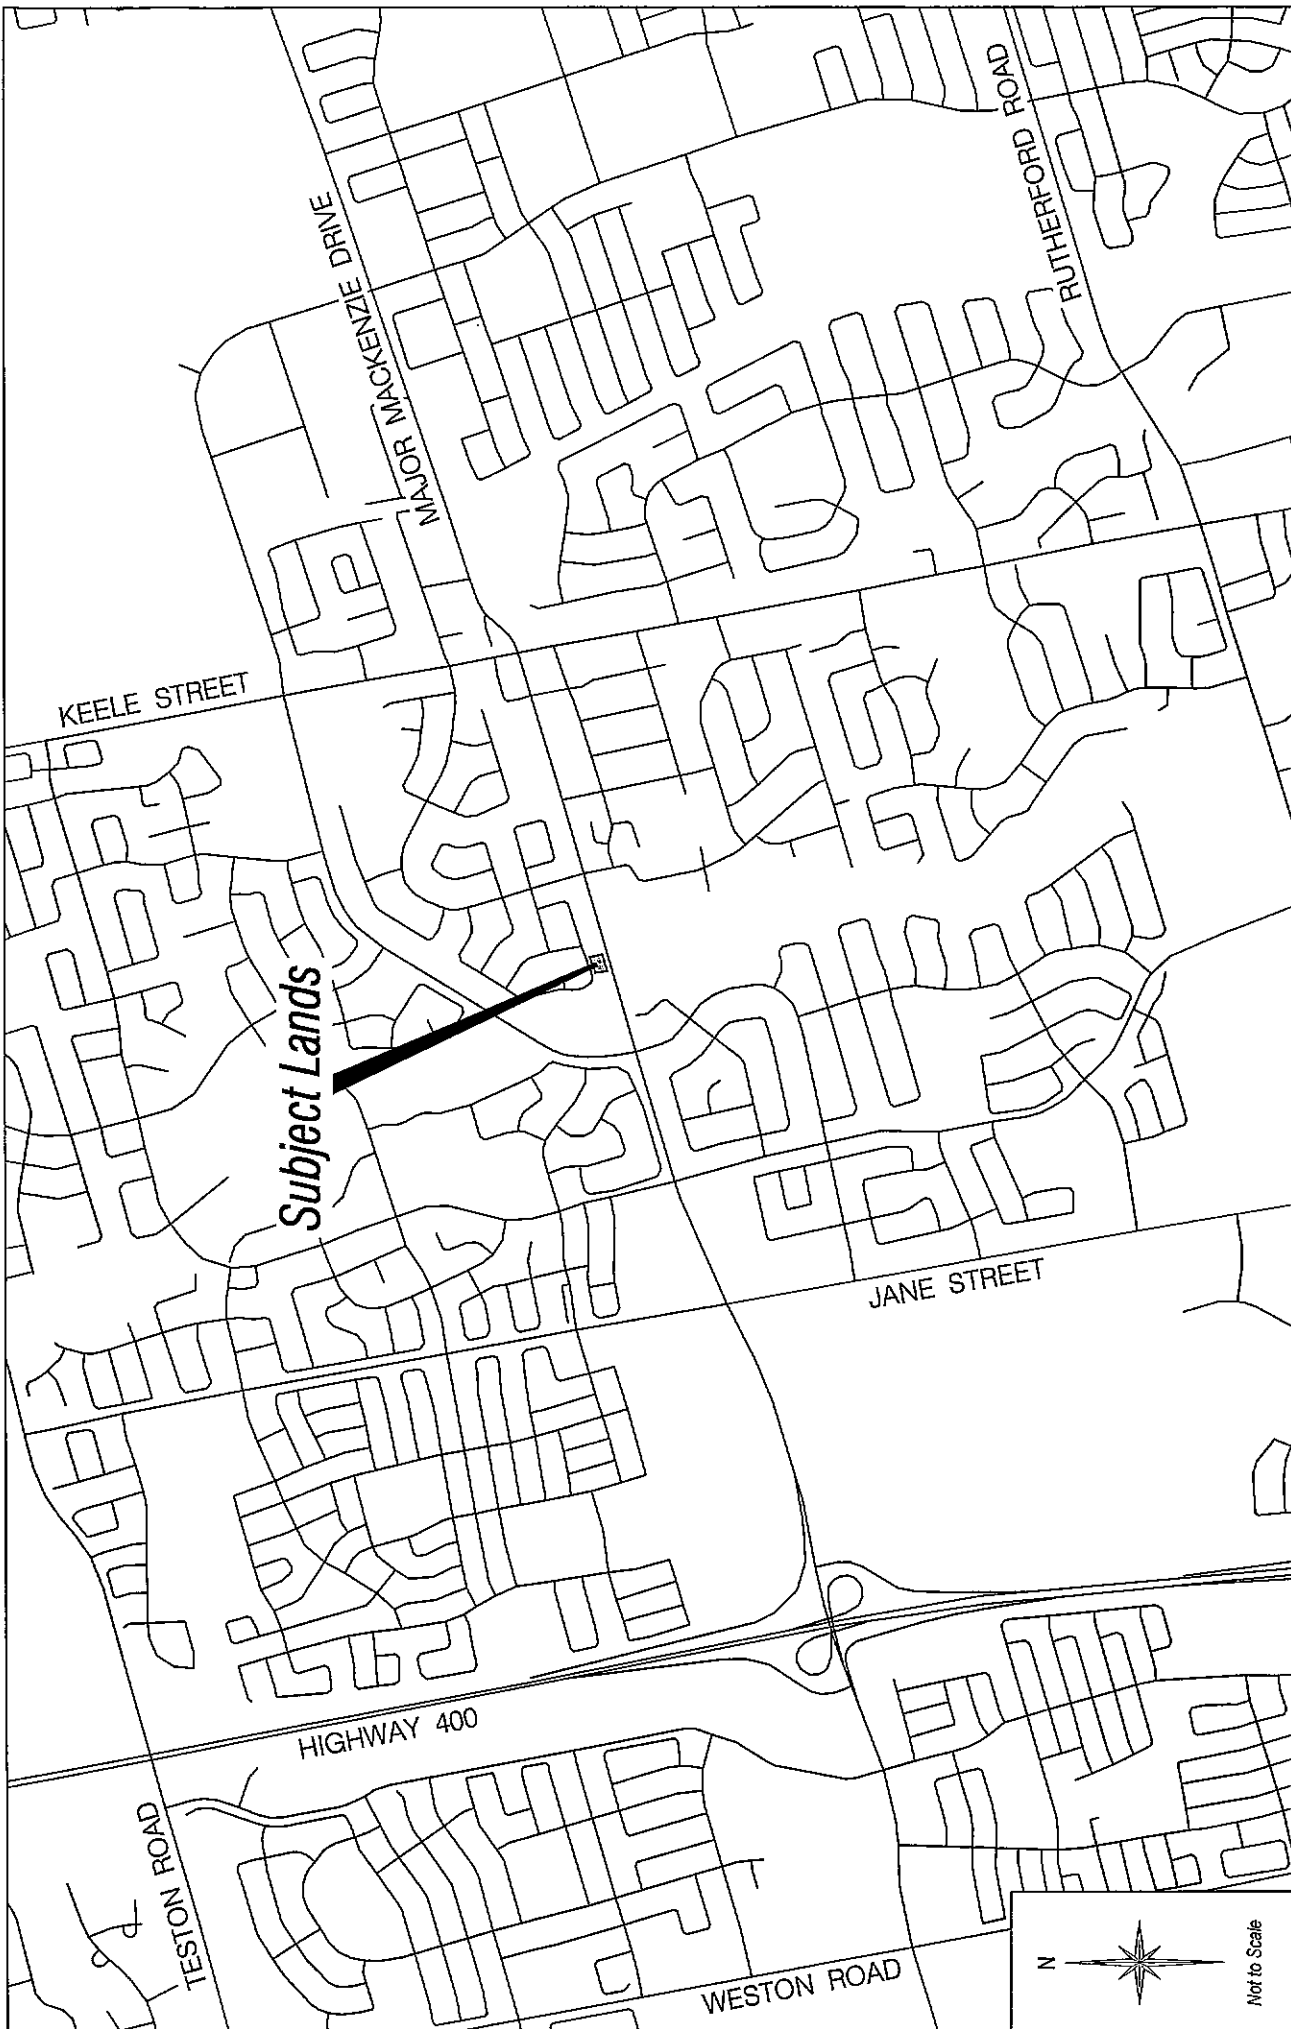 KEELE STREET
MAJOR MACKENZIE DRIVE
RUTHERFORD ROAD
Subject Lands
JANE STREET
HIGHWAY 400
TESTON ROAD
WESTON ROAD
N
Not to Scale